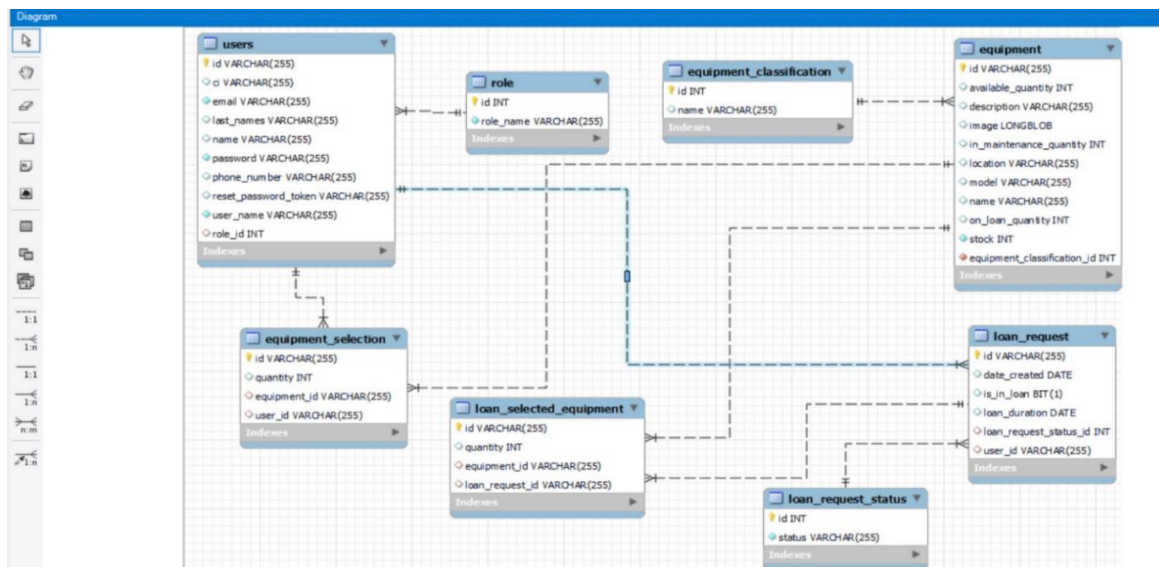 Diagram
users
id VARCHAR(255)
ci VARCHAR(255)
email VARCHAR(255)
last_names VARCHAR(255)
name VARCHAR(255)
password VARCHAR(255)
phone_number VARCHAR(255)
reset_password_token VARCHAR(255)
user_name VARCHAR(255)
role_id INT
Indexes
role
id INT
role_name VARCHAR(255)
Indexes
equipment_classification
id INT
name VARCHAR(255)
Indexes
equipment
id VARCHAR(255)
available_quantity INT
description VARCHAR(255)
image LONGBLOB
in_maintenance_quantity INT
location VARCHAR(255)
model VARCHAR(255)
name VARCHAR(255)
on_loan_quantity INT
stock INT
equipment_classification_id INT
Indexes
equipment_selection
id VARCHAR(255)
quantity INT
equipment_id VARCHAR(255)
user_id VARCHAR(255)
Indexes
loan_selected_equipment
id VARCHAR(255)
quantity INT
equipment_id VARCHAR(255)
loan_request_id VARCHAR(255)
Indexes
loan_request
id VARCHAR(255)
date_created DATE
is_in_loan BIT(1)
loan_duration DATE
loan_request_status_id INT
user_id VARCHAR(255)
Indexes
loan_request_status
id INT
status VARCHAR(255)
Indexes
1:1
1:n
1:1
1:n
n:m
1:n